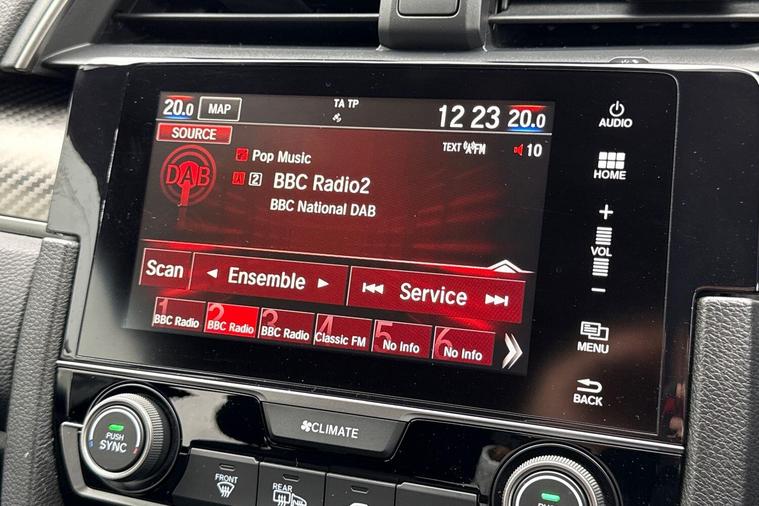 20.0 MAP TA TP 12 23 20.0
SOURCE
TEXT FM 10
DAB
Pop Music
2 BBC Radio2
BBC National DAB
Scan ◄ Ensemble ► Service
1 BBC Radio
2 BBC Radio
3 BBC Radio
4 Classic FM
5 No Info
6 No Info
AUDIO
HOME
+
VOL
−
MENU
BACK
CLIMATE
PUSH
SYNC
FRONT
REAR